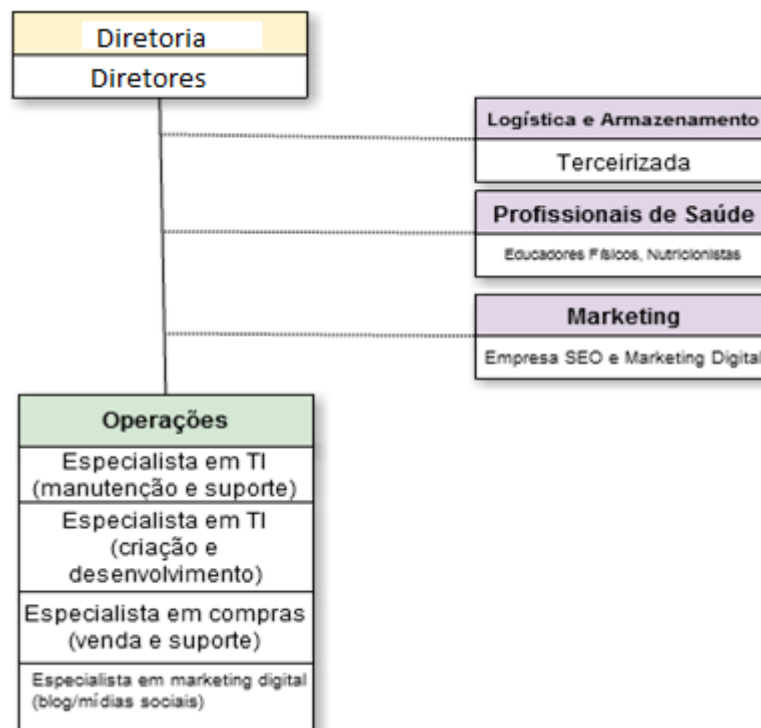 Diretoria
Diretores
Logística e Armazenamento
Terceirizada
Profissionais de Saúde
Educadores Físicos, Nutricionistas
Marketing
Empresa SEO e Marketing Digital
Operações
Especialista em TI
(manutenção e suporte)
Especialista em TI
(criação e
desenvolvimento)
Especialista em compras
(venda e suporte)
Especialista em marketing digital
(blog/mídias sociais)